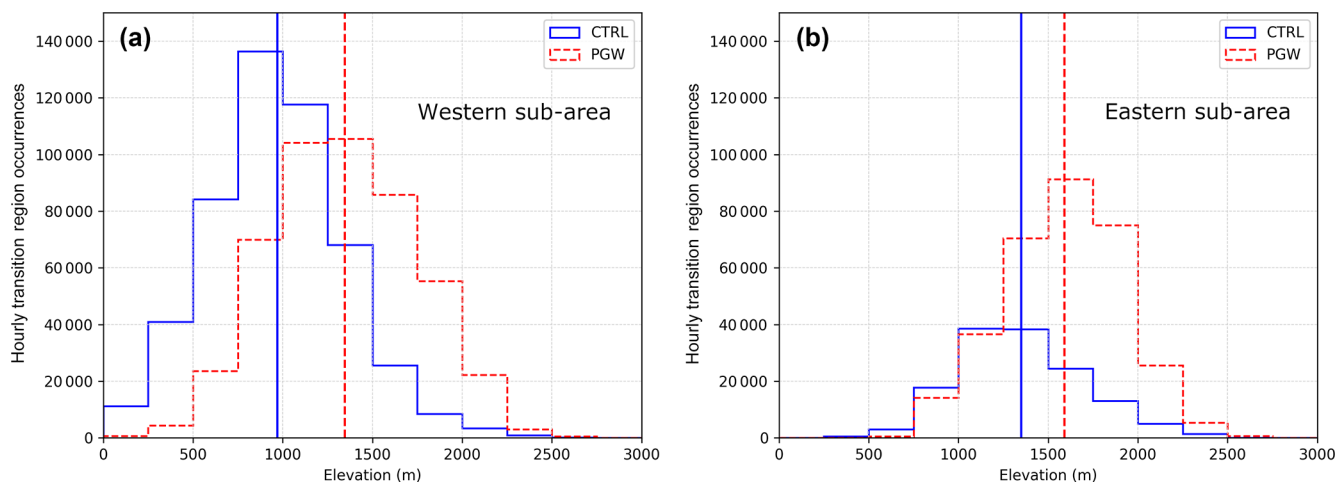 (a)
CTRL
PGW
Western sub-area
Hourly transition region occurrences
140 000
120 000
100 000
80 000
60 000
40 000
20 000
0
0 500 1000 1500 2000 2500 3000
Elevation (m)
(b)
CTRL
PGW
Eastern sub-area
Hourly transition region occurrences
140 000
120 000
100 000
80 000
60 000
40 000
20 000
0
0 500 1000 1500 2000 2500 3000
Elevation (m)